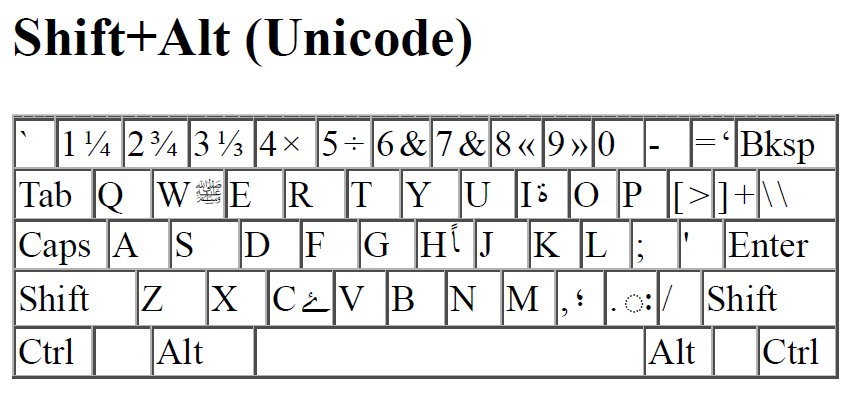 Shift+Alt (Unicode)
` 1 ¼ 2 ¾ 3 ⅓ 4 × 5 ÷ 6 & 7 & 8 « 9 » 0 - = ‘ Bksp
Tab Q W ﷺ E R T Y U I ة O P [ > ] + \ \
Caps A S D F G H اً J K L ; ' Enter
Shift Z X C ۓ V B N M , ؛ . ः /  Shift
Ctrl Alt Alt Ctrl